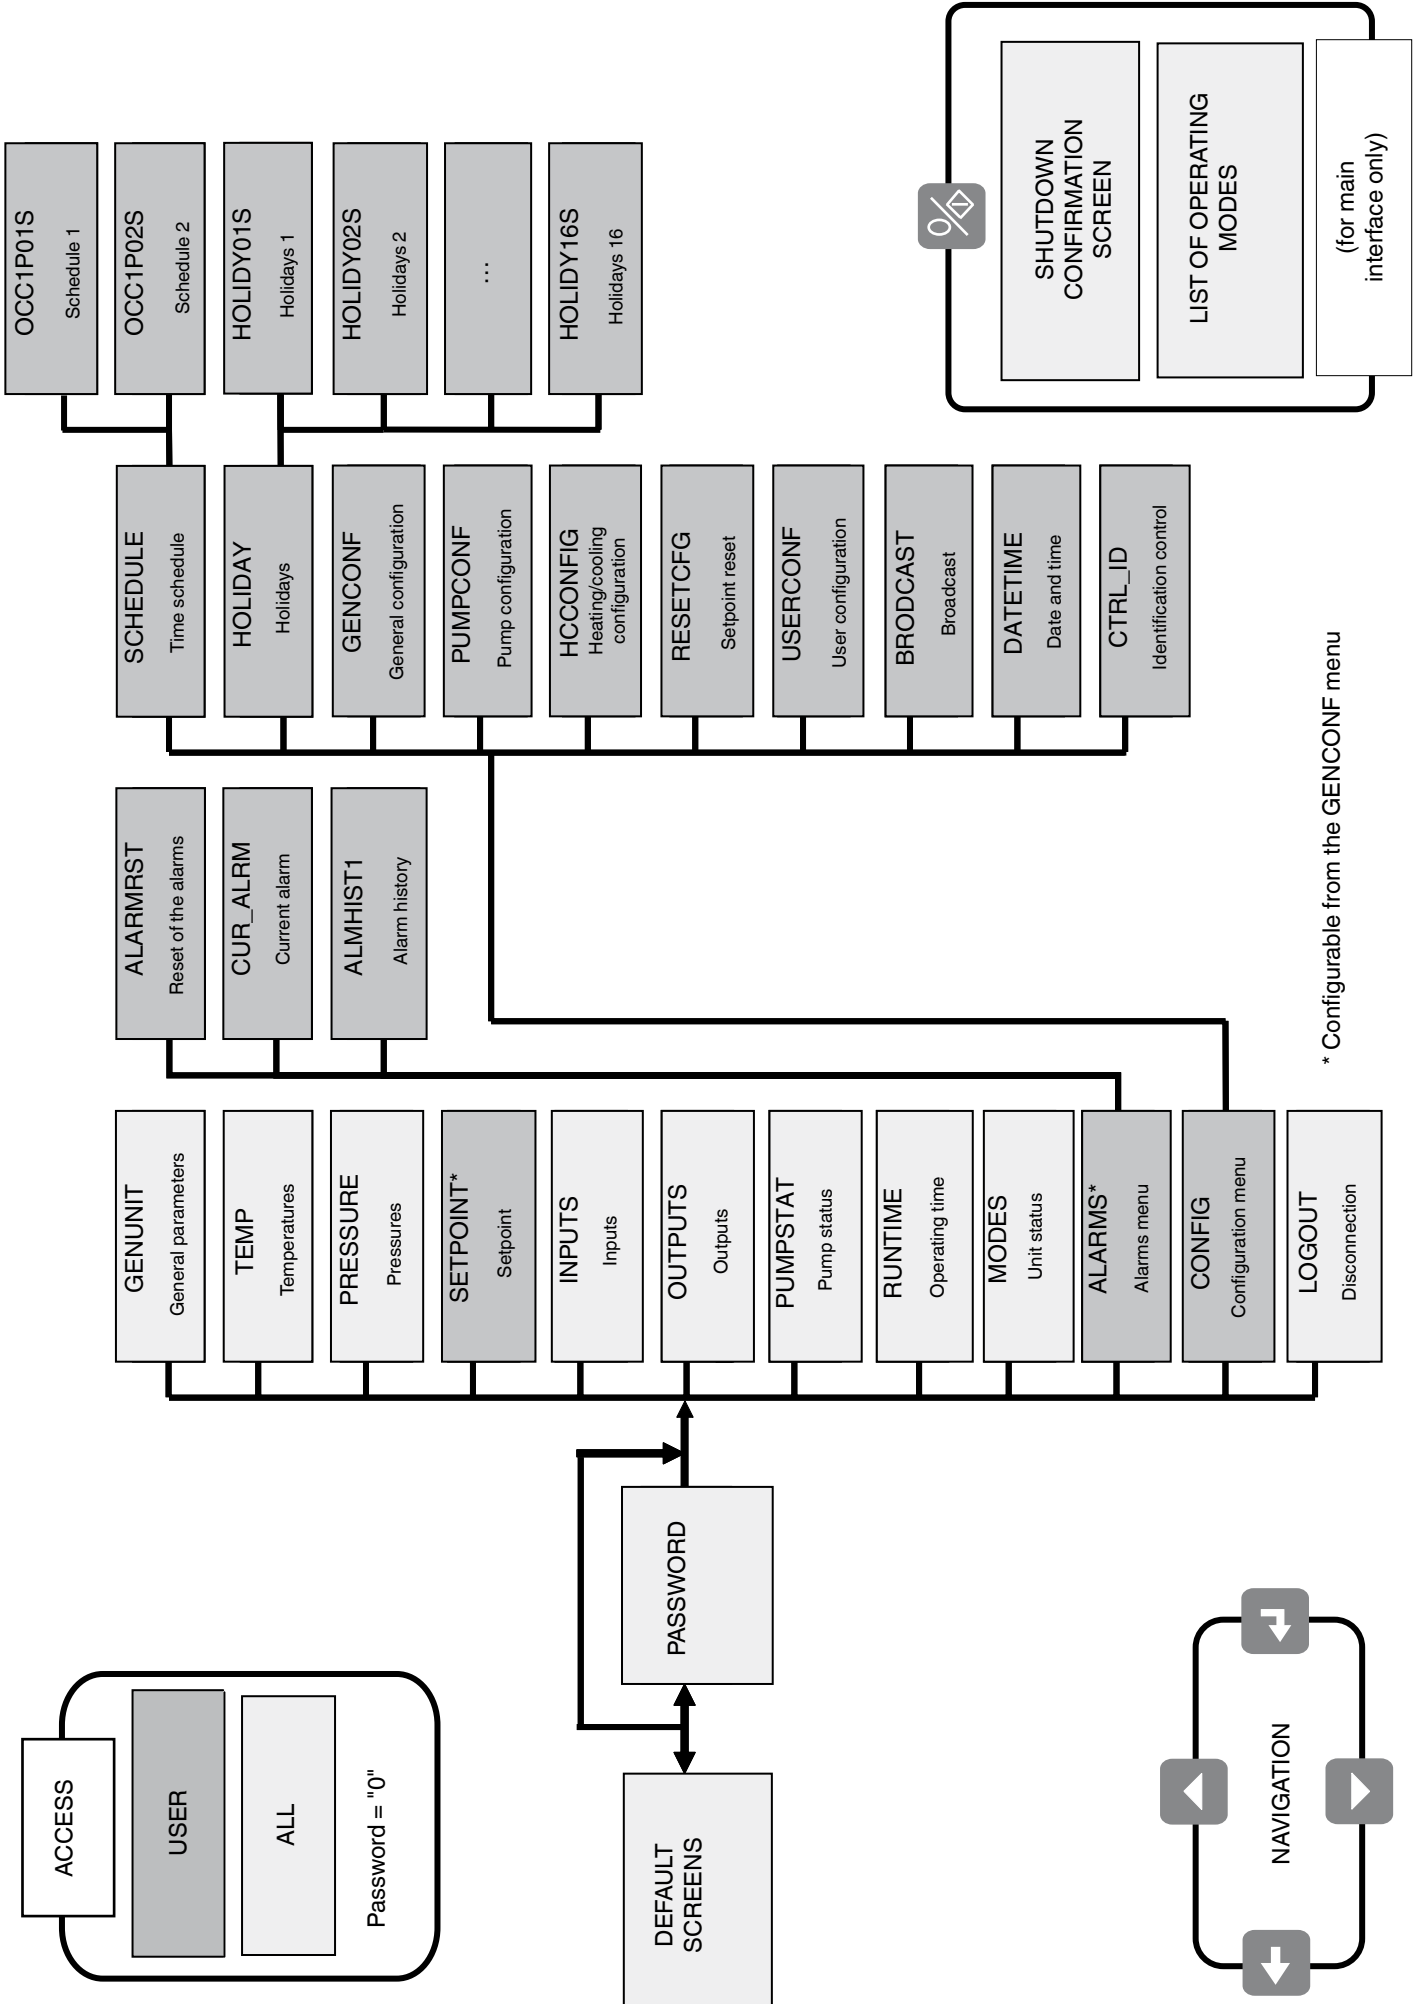 ACCESS
USER
ALL
Password = "0"
DEFAULT
SCREENS
PASSWORD
NAVIGATION
GENUNIT
General parameters
TEMP
Temperatures
PRESSURE
Pressures
SETPOINT*
Setpoint
INPUTS
Inputs
OUTPUTS
Outputs
PUMPSTAT
Pump status
RUNTIME
Operating time
MODES
Unit status
ALARMS*
Alarms menu
CONFIG
Configuration menu
LOGOUT
Disconnection
ALARMRST
Reset of the alarms
CUR_ALRM
Current alarm
ALMHIST1
Alarm history
SCHEDULE
Time schedule
HOLIDAY
Holidays
GENCONF
General configuration
PUMPCONF
Pump configuration
HCCONFIG
Heating/cooling
configuration
RESETCFG
Setpoint reset
USERCONF
User configuration
BRODCAST
Broadcast
DATETIME
Date and time
CTRL_ID
Identification control
OCC1P01S
Schedule 1
OCC1P02S
Schedule 2
HOLIDY01S
Holidays 1
HOLIDY02S
Holidays 2
...
HOLIDY16S
Holidays 16
* Configurable from the GENCONF menu
SHUTDOWN
CONFIRMATION
SCREEN
LIST OF OPERATING
MODES
(for main
interface only)